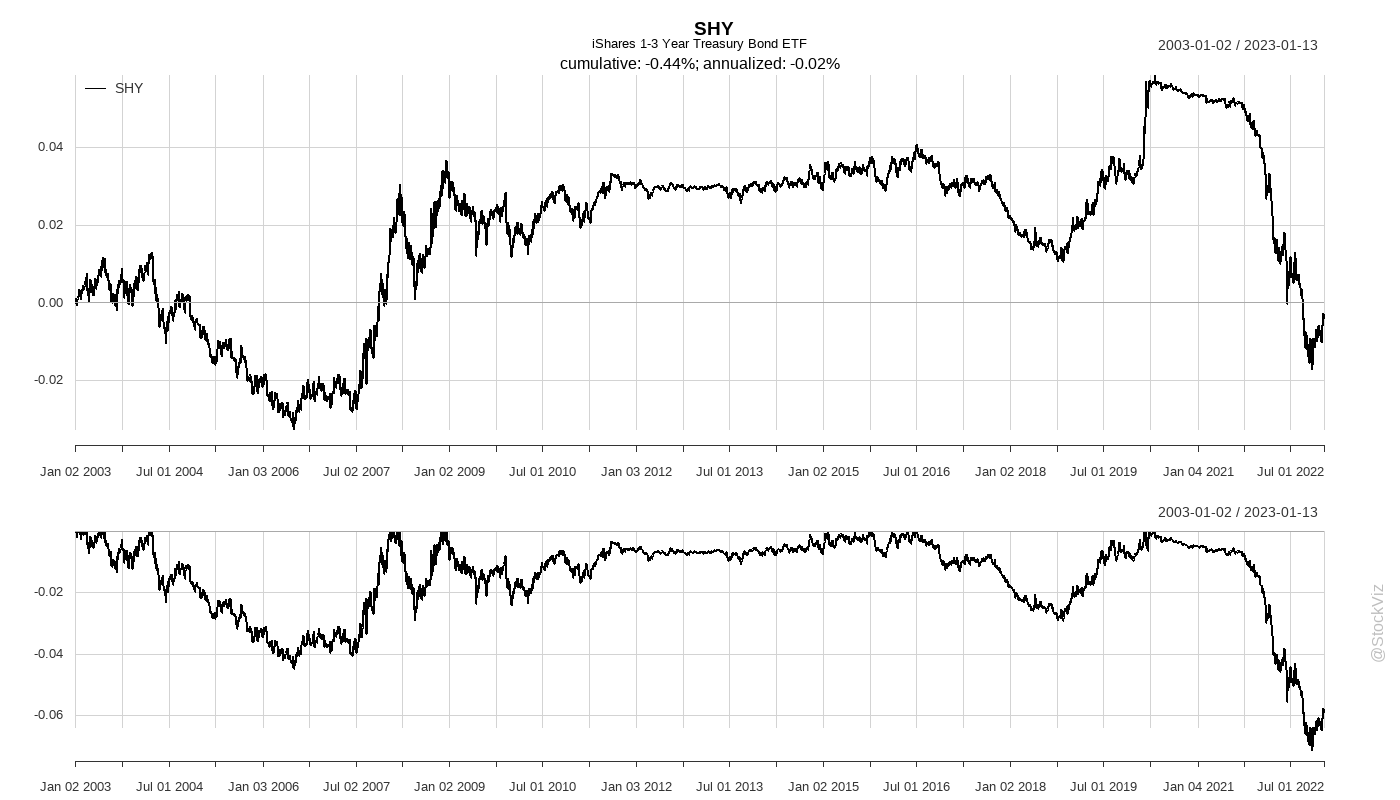 SHY
iShares 1-3 Year Treasury Bond ETF
2003-01-02 / 2023-01-13
cumulative: -0.44%; annualized: -0.02%
SHY
0.04
0.02
0.00
-0.02
Jan 02 2003 Jul 01 2004 Jan 03 2006 Jul 02 2007 Jan 02 2009 Jul 01 2010 Jan 03 2012 Jul 01 2013 Jan 02 2015 Jul 01 2016 Jan 02 2018 Jul 01 2019 Jan 04 2021 Jul 01 2022
2003-01-02 / 2023-01-13
-0.02
-0.04
-0.06
Jan 02 2003 Jul 01 2004 Jan 03 2006 Jul 02 2007 Jan 02 2009 Jul 01 2010 Jan 03 2012 Jul 01 2013 Jan 02 2015 Jul 01 2016 Jan 02 2018 Jul 01 2019 Jan 04 2021 Jul 01 2022
@StockViz